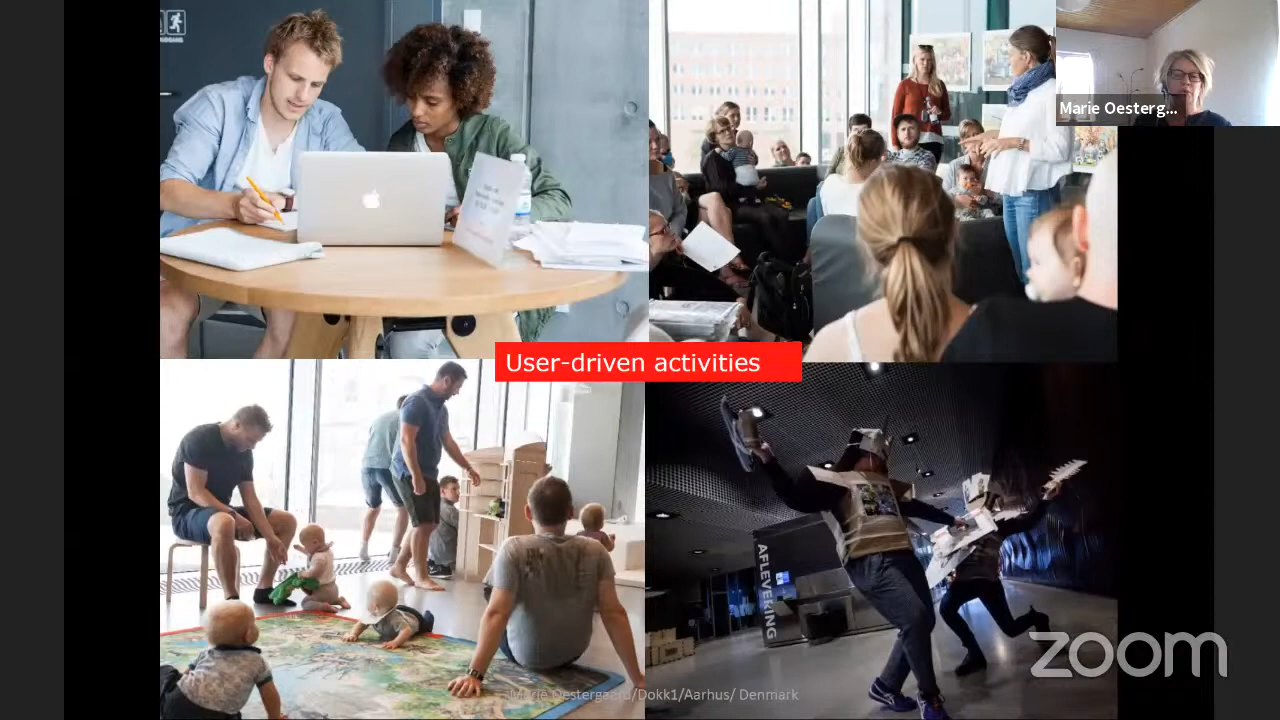 Marie Oesterg...
User-driven activities
AFLEVERING
Marie Oestergaard/Dokk1/Aarhus/ Denmark
zoom